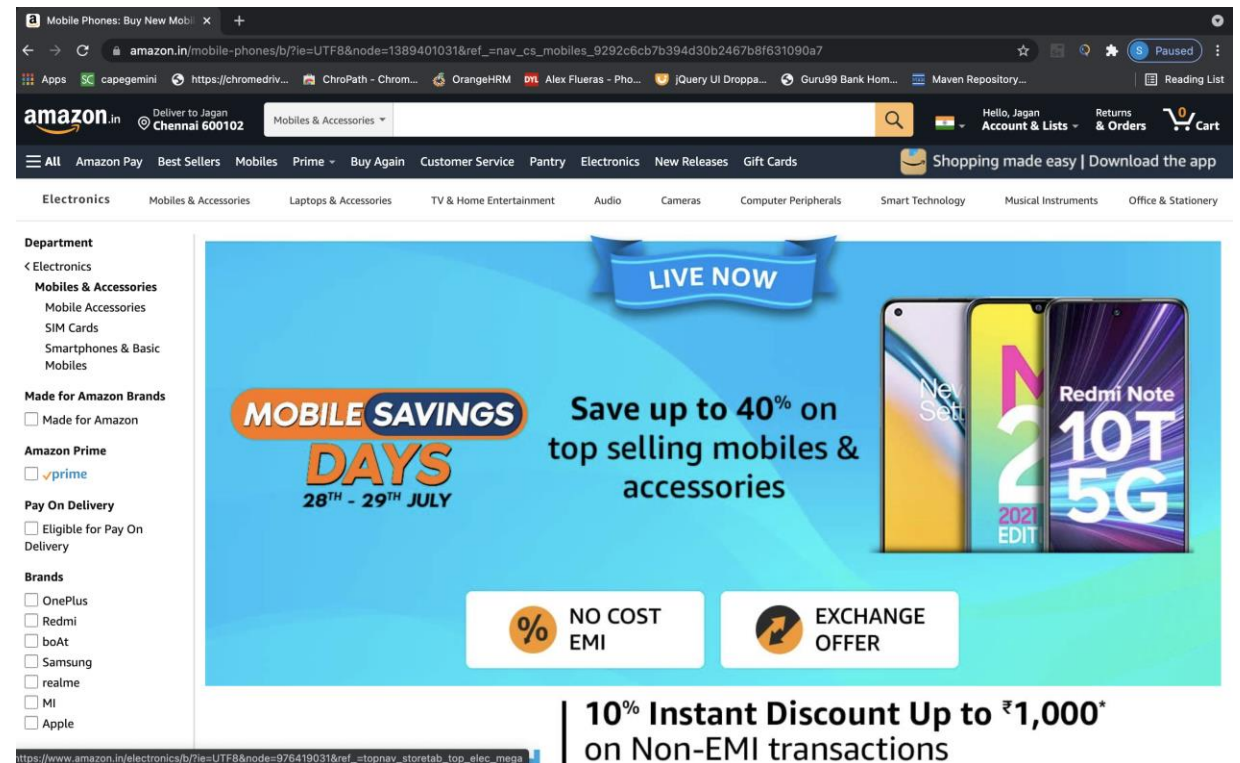 a Mobile Phones: Buy New Mobil × +
amazon.in/mobile-phones/b/?ie=UTF8&node=1389401031&ref_=nav_cs_mobiles_9292c6cb7b394d30b2467b8f631090a7 S Paused
Apps SC capegemini https://chromedriv... ChroPath - Chrom... OrangeHRM DYL Alex Flueras - Pho... jQuery UI Droppa... Guru99 Bank Hom... Maven Repository... Reading List
amazon.in Deliver to Jagan Mobiles & Accessories Hello, Jagan Returns 0
Chennai 600102 Account & Lists & Orders Cart
All Amazon Pay Best Sellers Mobiles Prime Buy Again Customer Service Pantry Electronics New Releases Gift Cards Shopping made easy | Download the app
Electronics Mobiles & Accessories Laptops & Accessories TV & Home Entertainment Audio Cameras Computer Peripherals Smart Technology Musical Instruments Office & Stationery
Department
Electronics
Mobiles & Accessories
Mobile Accessories
SIM Cards
Smartphones & Basic
Mobiles
Made for Amazon Brands
Made for Amazon
Amazon Prime
prime
Pay On Delivery
Eligible for Pay On
Delivery
Brands
OnePlus
Redmi
boAt
Samsung
realme
MI
Apple
LIVE NOW
MOBILE SAVINGS
DAYS
28TH - 29TH JULY
Save up to 40% on
top selling mobiles &
accessories
New
M
2
2021
EDITI
Redmi Note
10T
5G
% NO COST
EMI
EXCHANGE
OFFER
10% Instant Discount Up to ₹1,000*
on Non-EMI transactions
https://www.amazon.in/electronics/b/?ie=UTF8&node=976419031&ref_=topnav_storetab_top_elec_mega